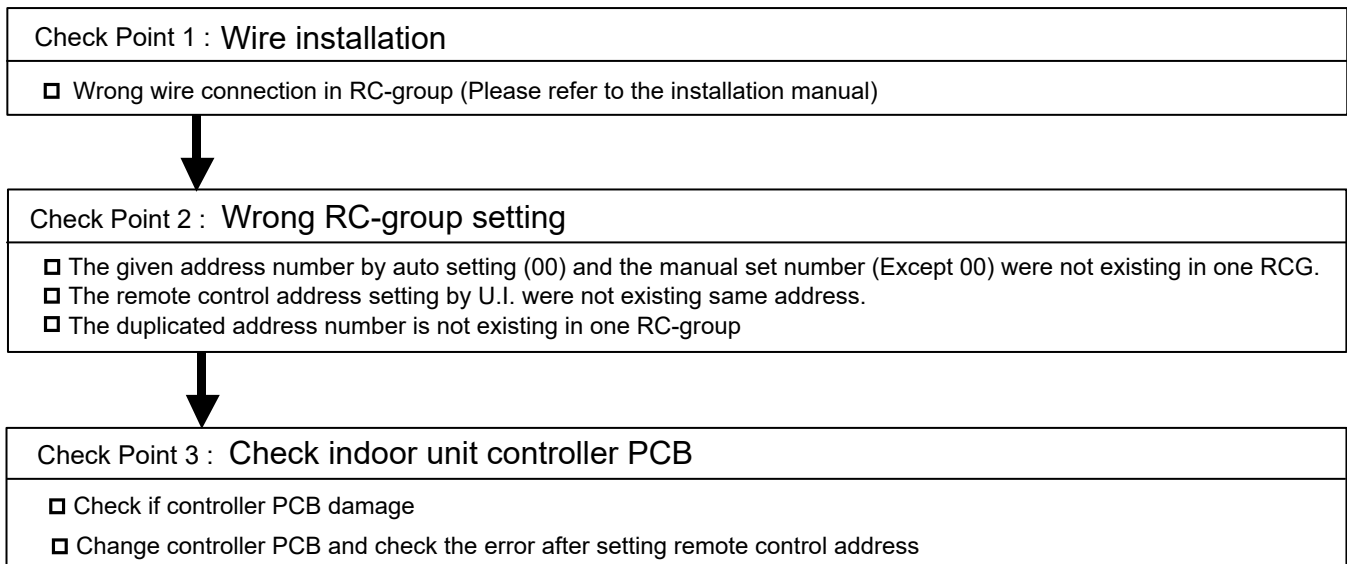 Check Point 1 : Wire installation
Wrong wire connection in RC-group (Please refer to the installation manual)
Check Point 2 : Wrong RC-group setting
The given address number by auto setting (00) and the manual set number (Except 00) were not existing in one RCG.
The remote control address setting by U.I. were not existing same address.
The duplicated address number is not existing in one RC-group
Check Point 3 : Check indoor unit controller PCB
Check if controller PCB damage
Change controller PCB and check the error after setting remote control address